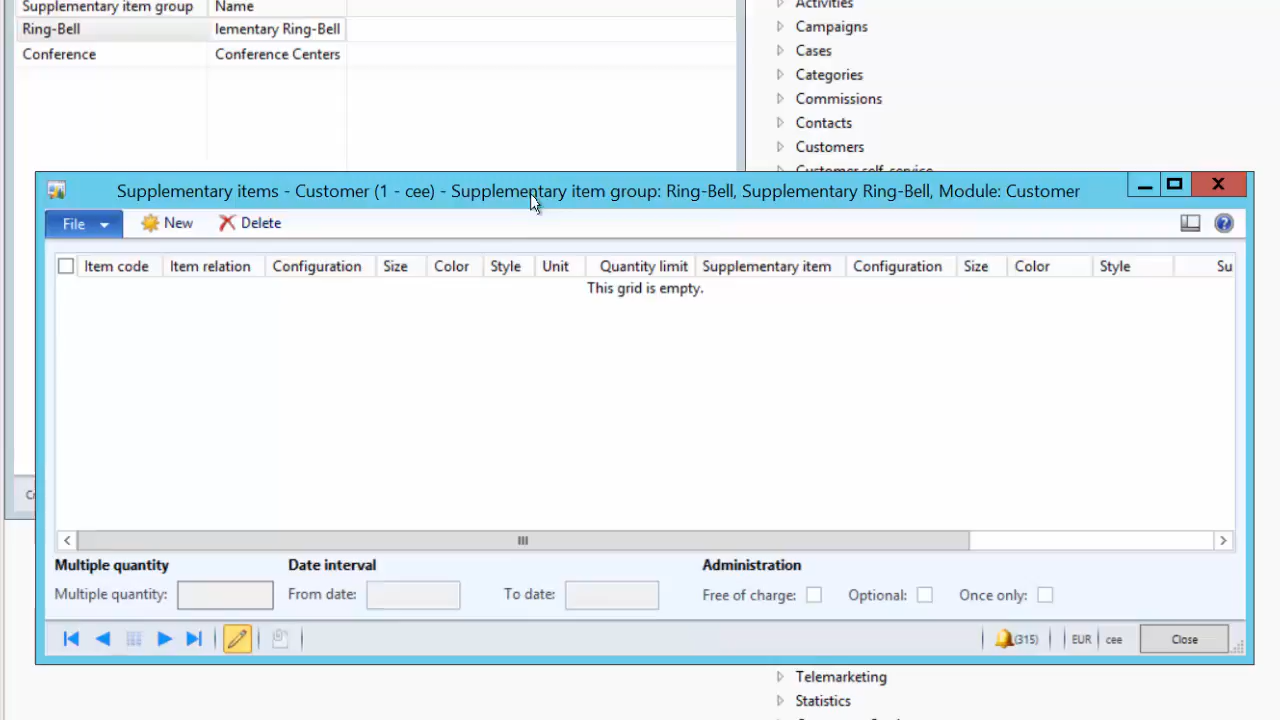 Supplementary item group Name
Ring-Bell lementary Ring-Bell
Conference Conference Centers
Activities
Campaigns
Cases
Categories
Commissions
Contacts
Customers
Customer self-service
Supplementary items - Customer (1 - cee) - Supplementary item group: Ring-Bell, Supplementary Ring-Bell, Module: Customer
File New Delete
Item code Item relation Configuration Size Color Style Unit Quantity limit Supplementary item Configuration Size Color Style Su
This grid is empty.
Multiple quantity Date interval Administration
Multiple quantity: From date: To date: Free of charge: Optional: Once only:
(315) EUR cee Close
Telemarketing
Statistics